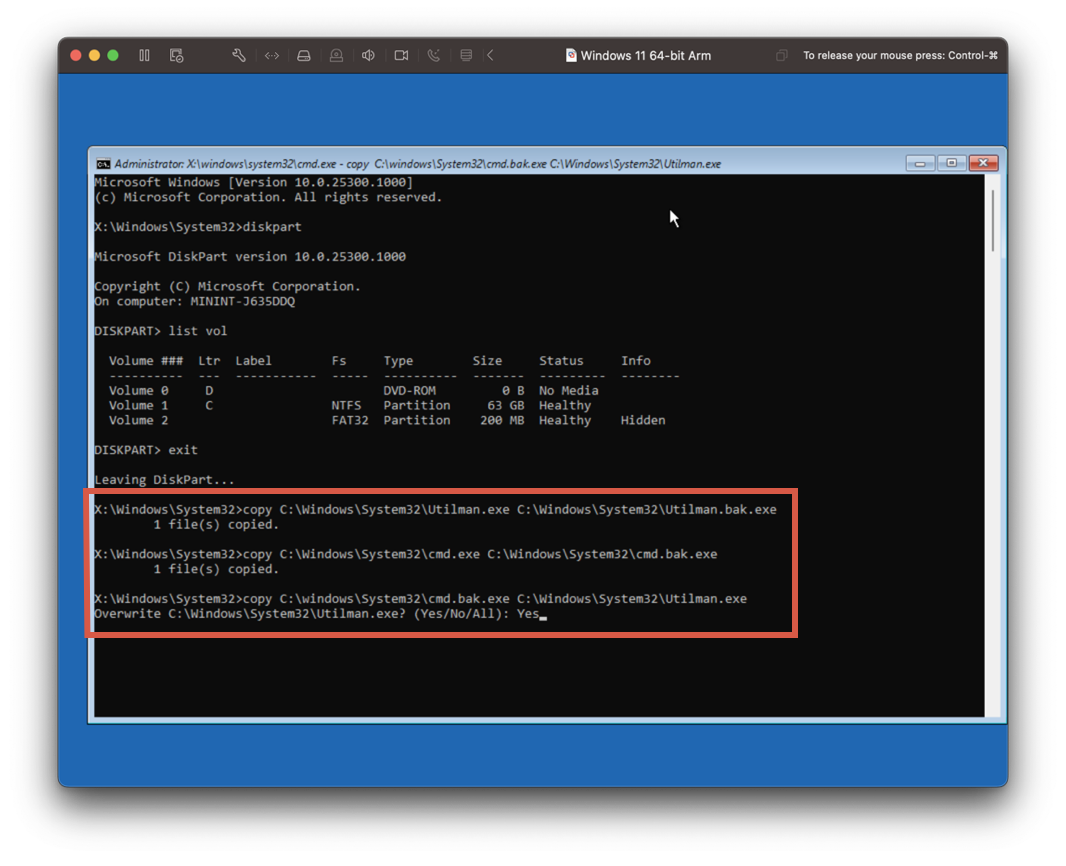 Windows 11 64-bit Arm
To release your mouse press: Control-⌘
Administrator: X:\windows\system32\cmd.exe - copy  C:\windows\System32\cmd.bak.exe C:\Windows\System32\Utilman.exe
Microsoft Windows [Version 10.0.25300.1000]
(c) Microsoft Corporation. All rights reserved.
X:\Windows\System32>diskpart
Microsoft DiskPart version 10.0.25300.1000
Copyright (C) Microsoft Corporation.
On computer: MININT-J635DDQ
DISKPART> list vol
  Volume ###  Ltr  Label        Fs     Type        Size     Status     Info
  ----------  ---  -----------  -----  ----------  -------  ---------  --------
  Volume 0     D                       DVD-ROM         0 B  No Media
  Volume 1     C                NTFS   Partition     63 GB  Healthy
  Volume 2                      FAT32  Partition    200 MB  Healthy    Hidden
DISKPART> exit
Leaving DiskPart...
X:\Windows\System32>copy C:\Windows\System32\Utilman.exe C:\Windows\System32\Utilman.bak.exe
        1 file(s) copied.
X:\Windows\System32>copy C:\Windows\System32\cmd.exe C:\Windows\System32\cmd.bak.exe
        1 file(s) copied.
X:\Windows\System32>copy C:\Windows\System32\cmd.bak.exe C:\Windows\System32\Utilman.exe
Overwrite C:\Windows\System32\Utilman.exe? (Yes/No/All): Yes